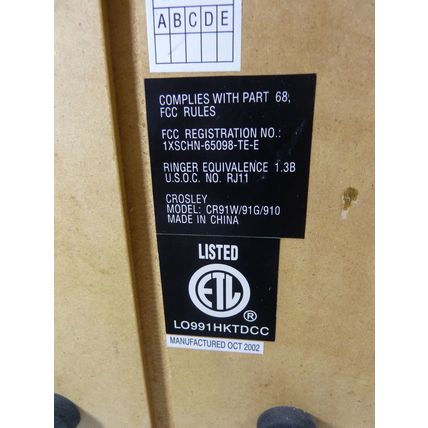 A B C D E
COMPLIES WITH PART 68,
FCC RULES
FCC REGISTRATION NO.:
1XSCHN-65098-TE-E
RINGER EQUIVALENCE 1.3B
U.S.O.C. NO. RJ11
CROSLEY
MODEL: CR91W/91G/910
MADE IN CHINA
LISTED
ETL
®
LO991HKTDCC
MANUFACTURED OCT 2002